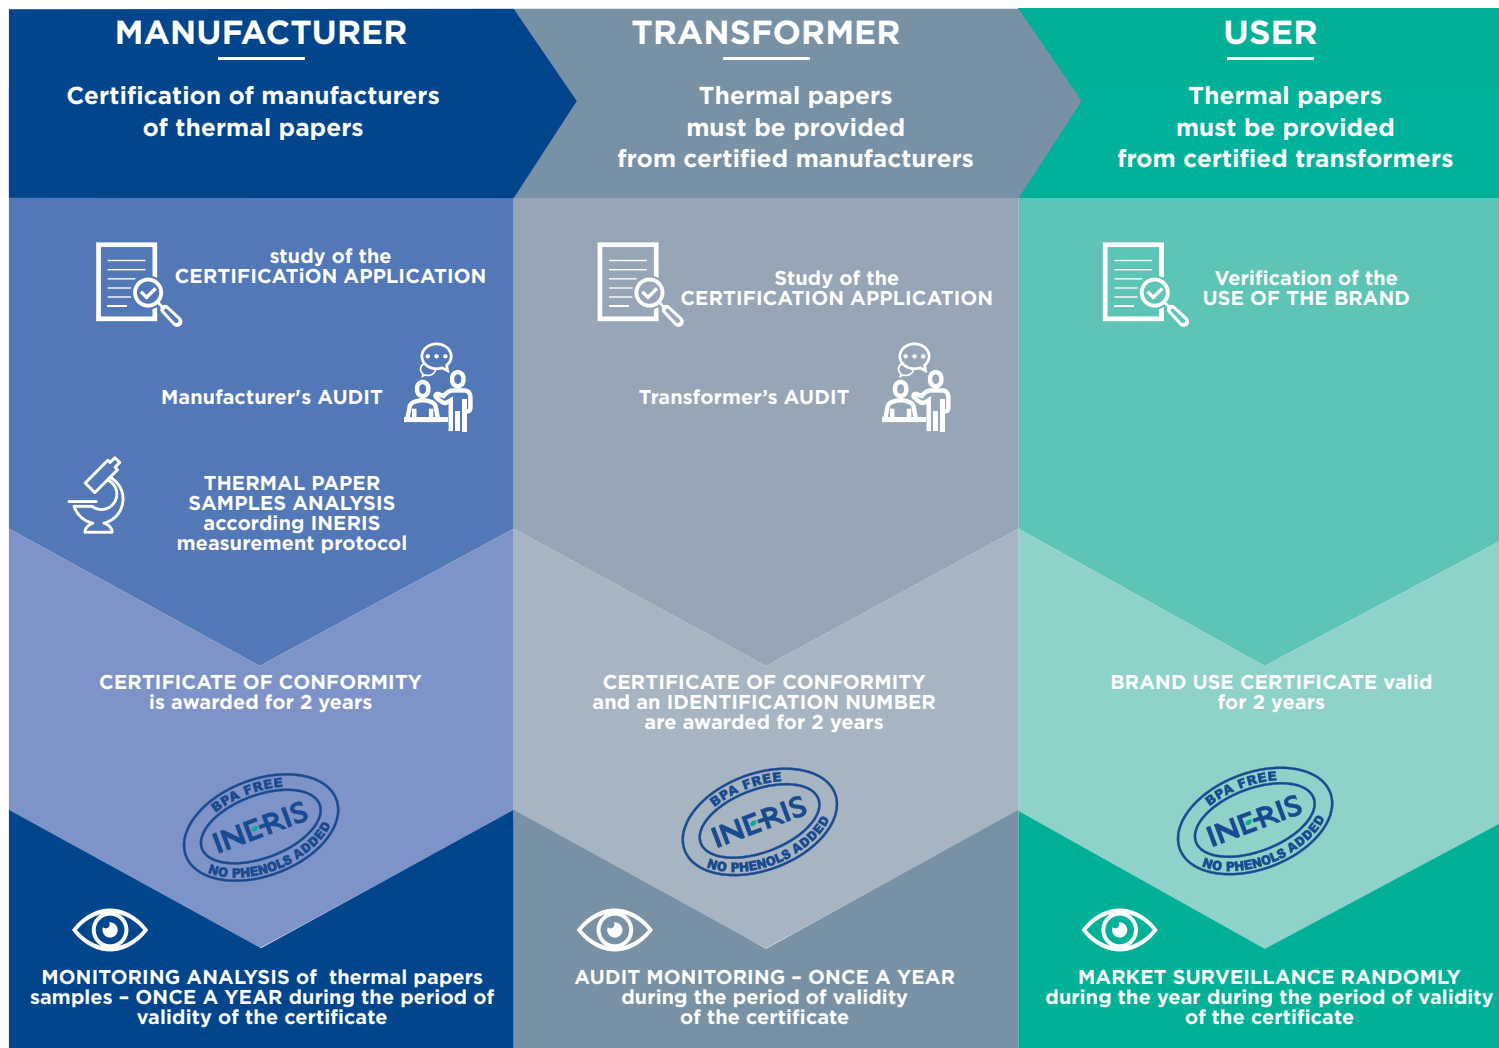 MANUFACTURER
Certification of manufacturers
of thermal papers
study of the
CERTIFICATiON APPLICATION
Manufacturer's AUDIT
THERMAL PAPER
SAMPLES ANALYSIS
according INERIS
measurement protocol
CERTIFICATE OF CONFORMITY
is awarded for 2 years
BPA FREE
INERIS
NO PHENOLS ADDED
MONITORING ANALYSIS of thermal papers
samples – ONCE A YEAR during the period of
validity of the certificate
TRANSFORMER
Thermal papers
must be provided
from certified manufacturers
Study of the
CERTIFICATION APPLICATION
Transformer’s AUDIT
CERTIFICATE OF CONFORMITY
and an IDENTIFICATION NUMBER
are awarded for 2 years
BPA FREE
INERIS
NO PHENOLS ADDED
AUDIT MONITORING – ONCE A YEAR
during the period of validity
of the certificate
USER
Thermal papers
must be provided
from certified transformers
Verification of the
USE OF THE BRAND
BRAND USE CERTIFICATE valid
for 2 years
BPA FREE
INERIS
NO PHENOLS ADDED
MARKET SURVEILLANCE RANDOMLY
during the year during the period of validity
of the certificate